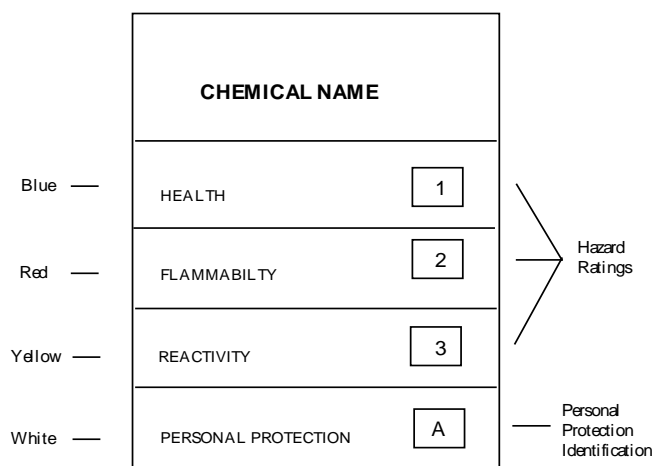 CHEMICAL NAME
Blue
HEALTH
1
Red
FLAMMABILTY
2
Hazard
Ratings
Yellow
REACTIVITY
3
White
PERSONAL PROTECTION
A
Personal
Protection
Identification